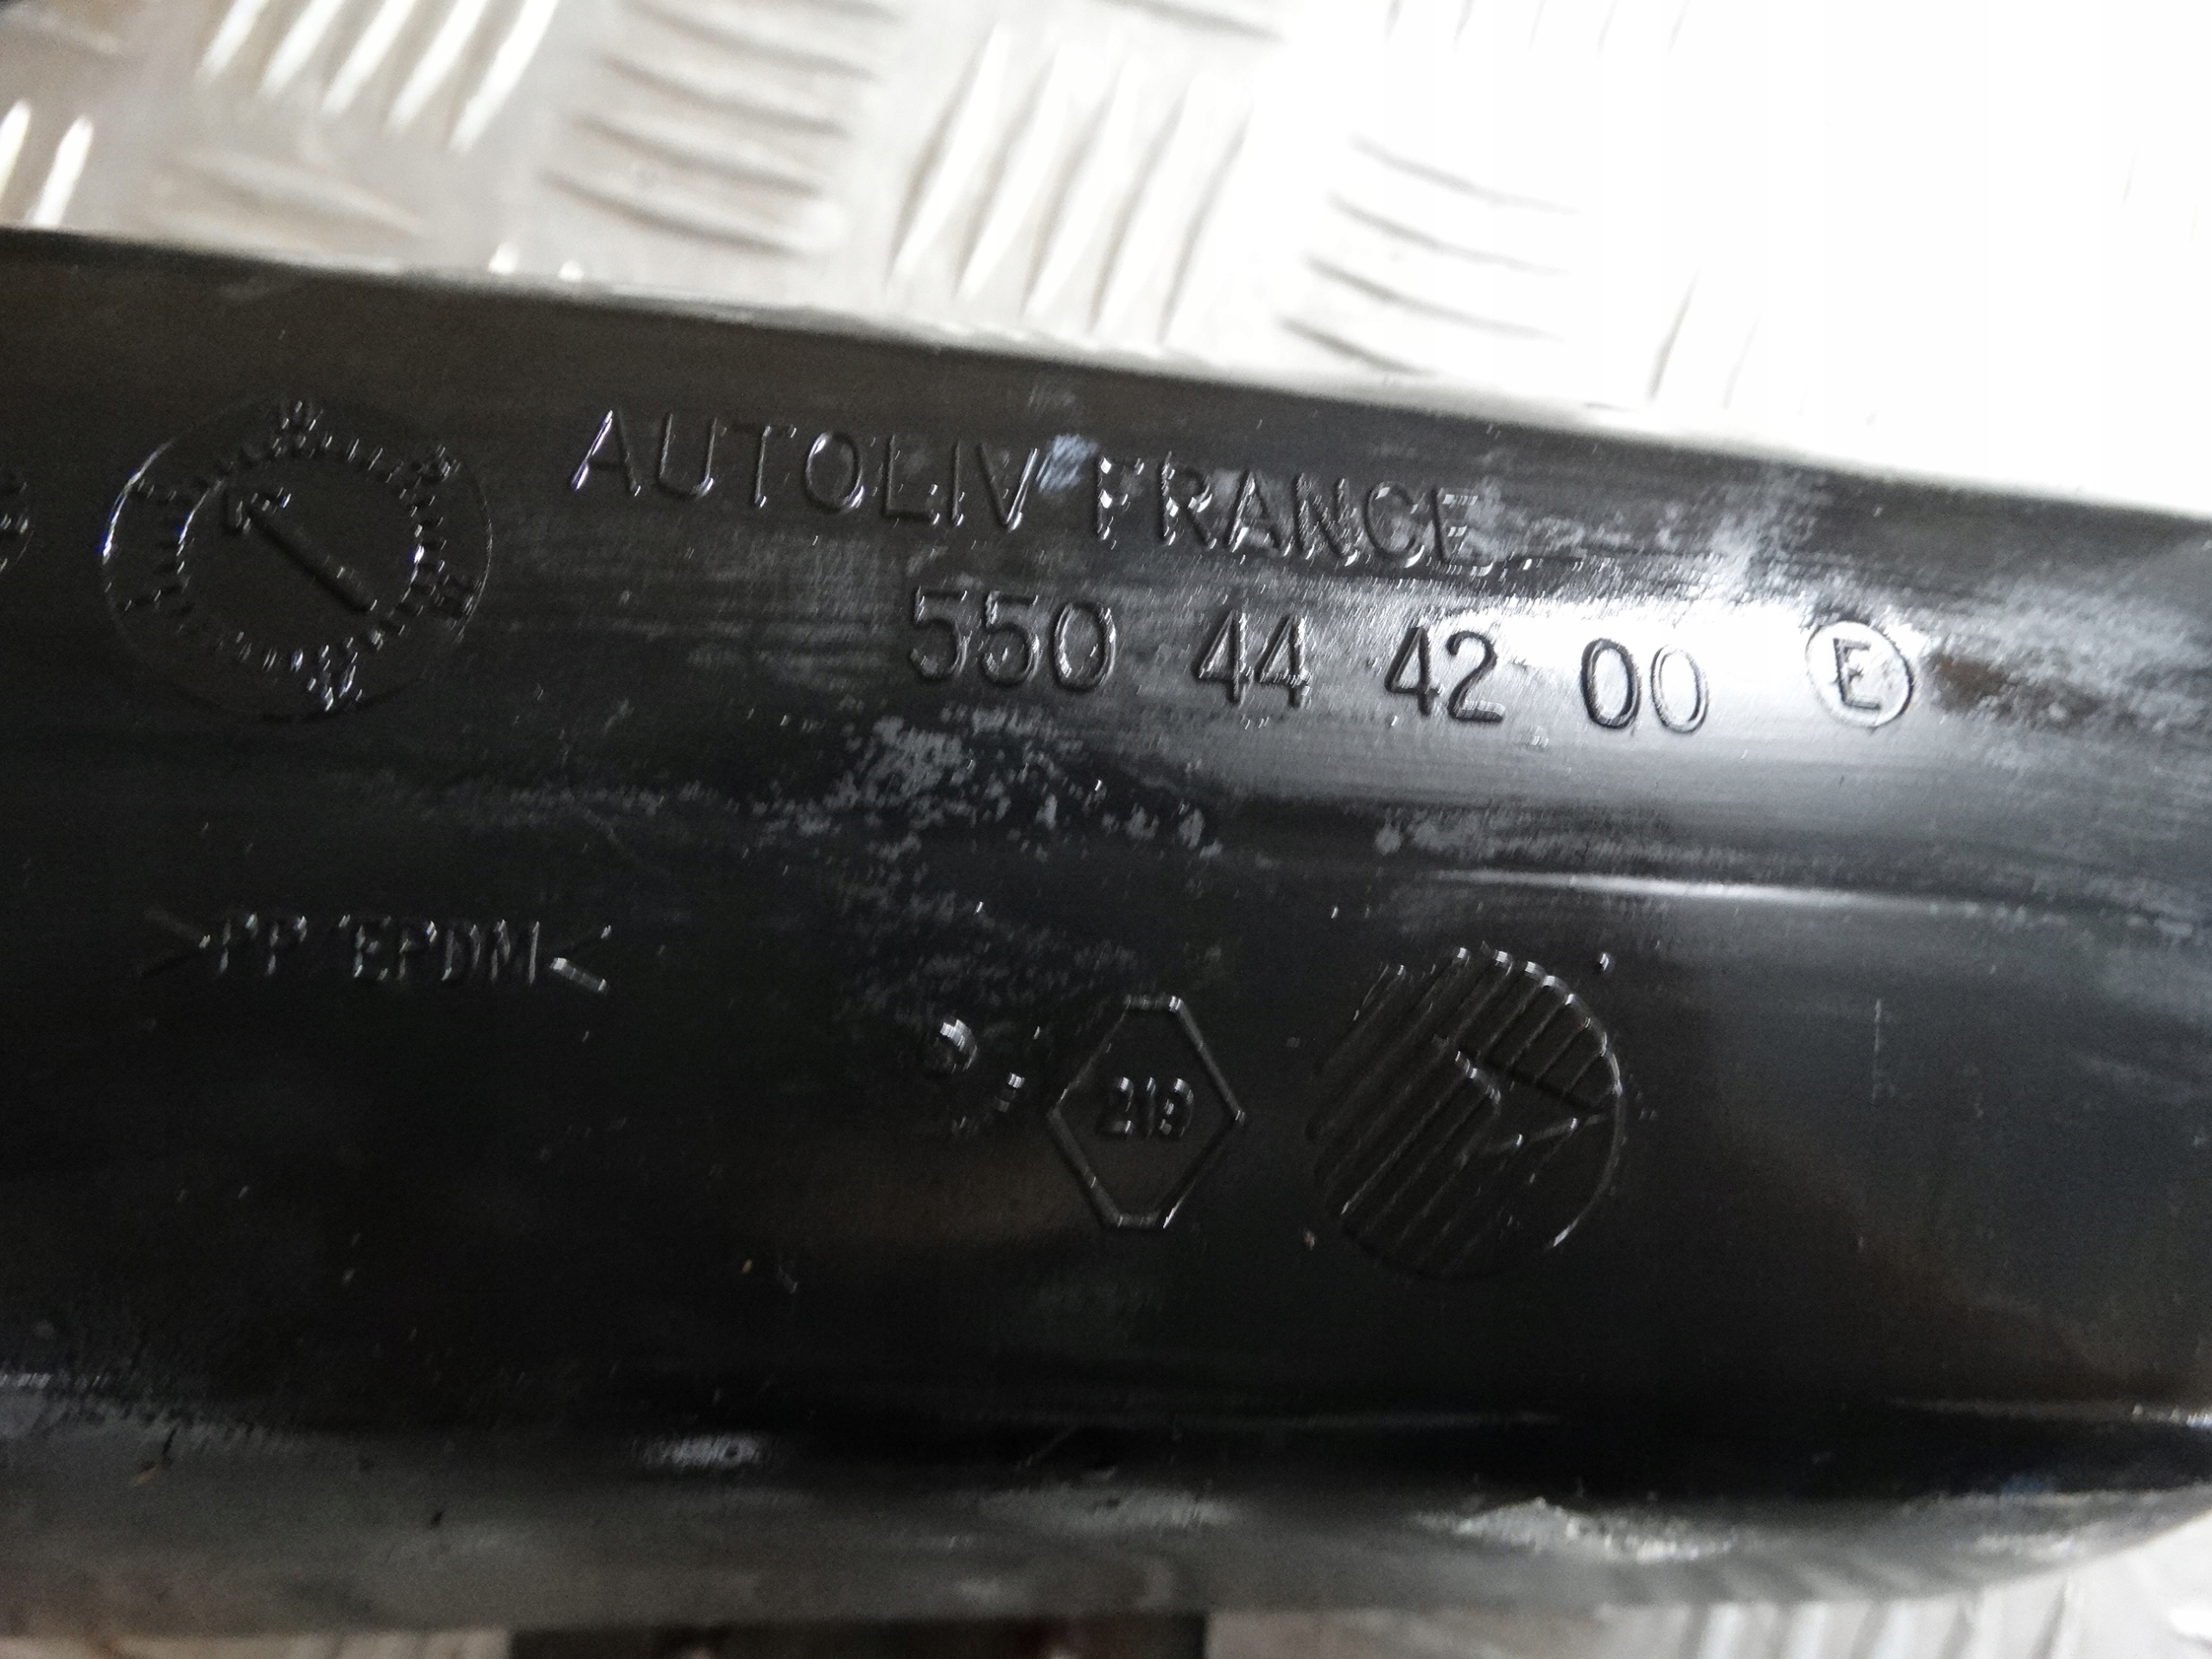 AUTOLIV FRANCE
550 44 42 00 E
>PP EPDM<
219